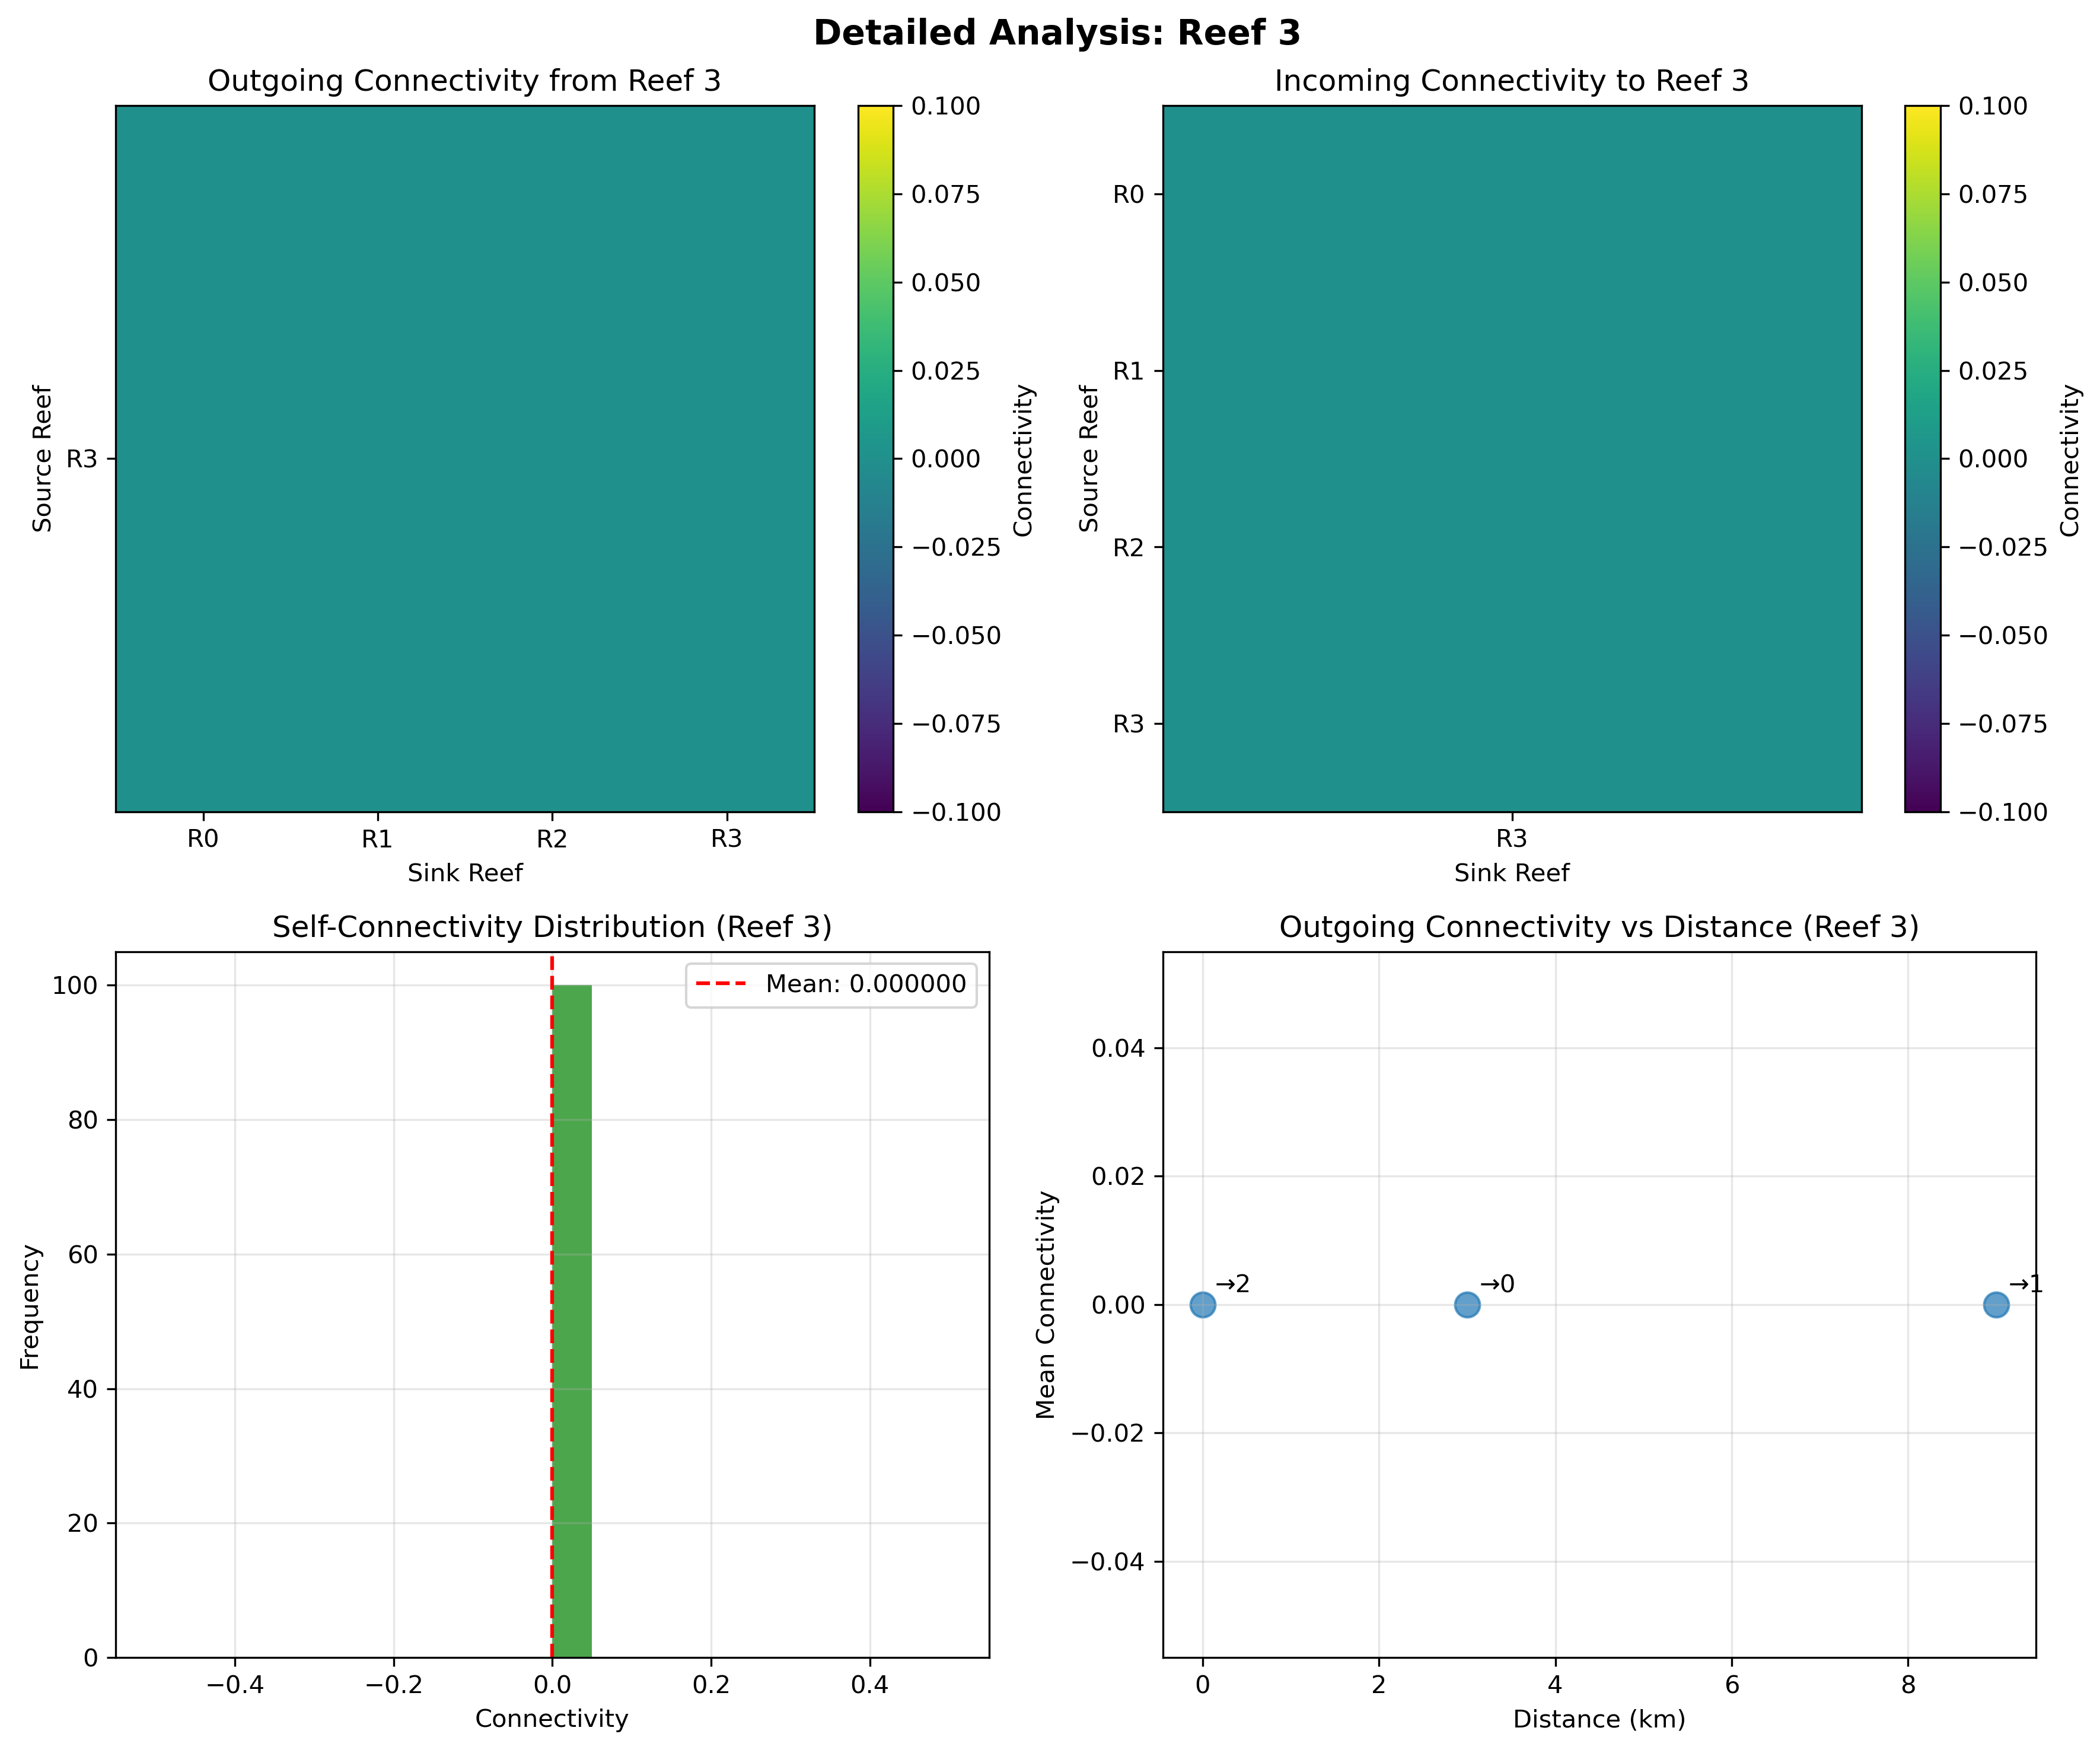 Detailed Analysis: Reef 3
Outgoing Connectivity from Reef 3
Source Reef
R3
R0 R1 R2 R3
Sink Reef
0.100
0.075
0.050
0.025
0.000
−0.025
−0.050
−0.075
−0.100
Connectivity
Incoming Connectivity to Reef 3
Source Reef
R0
R1
R2
R3
R3
Sink Reef
0.100
0.075
0.050
0.025
0.000
−0.025
−0.050
−0.075
−0.100
Connectivity
Self-Connectivity Distribution (Reef 3)
Mean: 0.000000
Frequency
100
80
60
40
20
0
−0.4 −0.2 0.0 0.2 0.4
Connectivity
Outgoing Connectivity vs Distance (Reef 3)
Mean Connectivity
0.04
0.02
0.00
−0.02
−0.04
→2 →0 →1
0 2 4 6 8
Distance (km)